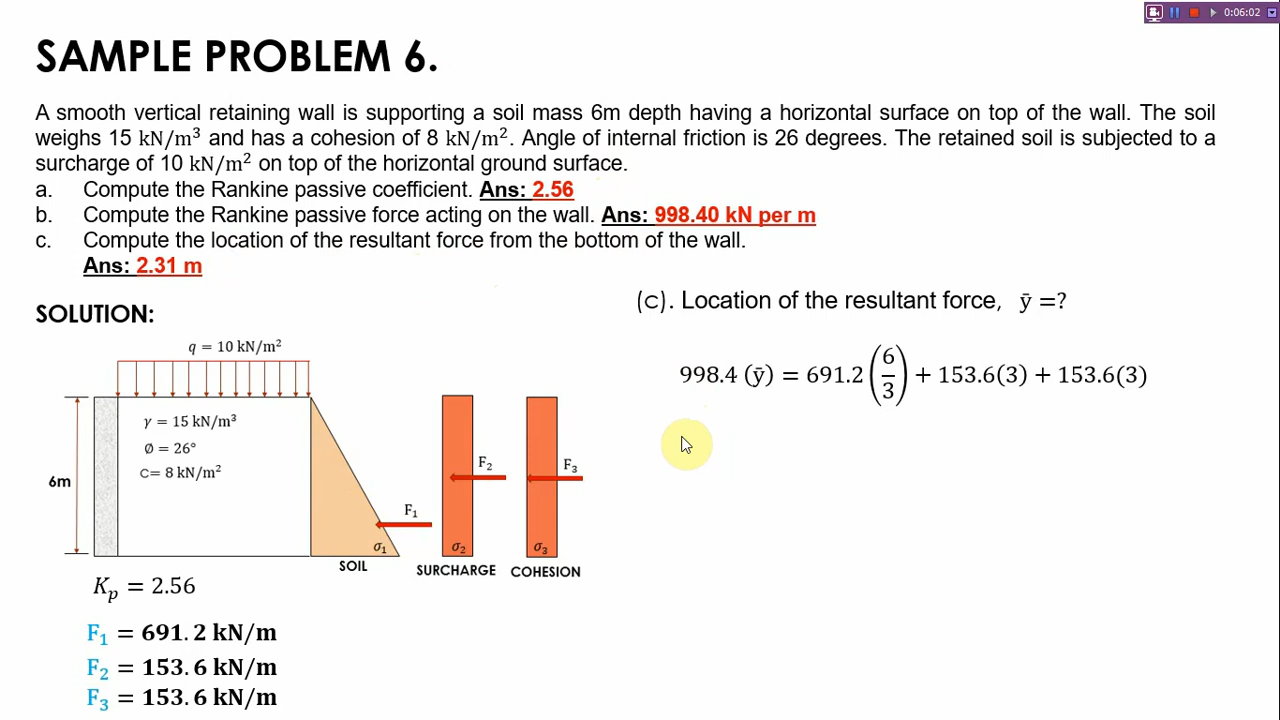 0:06:02
SAMPLE PROBLEM 6.
A smooth vertical retaining wall is supporting a soil mass 6m depth having a horizontal surface on top of the wall. The soil
weighs 15 kN/m³ and has a cohesion of 8 kN/m². Angle of internal friction is 26 degrees. The retained soil is subjected to a
surcharge of 10 kN/m² on top of the horizontal ground surface.
a. Compute the Rankine passive coefficient. Ans: 2.56
b. Compute the Rankine passive force acting on the wall. Ans: 998.40 kN per m
c. Compute the location of the resultant force from the bottom of the wall.
Ans: 2.31 m
SOLUTION:
q = 10 kN/m²
γ = 15 kN/m³
Ø = 26°
C= 8 kN/m²
6m
F₁
F₂
F₃
σ₁
σ₂
σ₃
SOIL
SURCHARGE
COHESION
Kₚ = 2.56
F₁ = 691.2 kN/m
F₂ = 153.6 kN/m
F₃ = 153.6 kN/m
(c). Location of the resultant force, ȳ =?
998.4 (ȳ) = 691.2 (6/3) + 153.6(3) + 153.6(3)